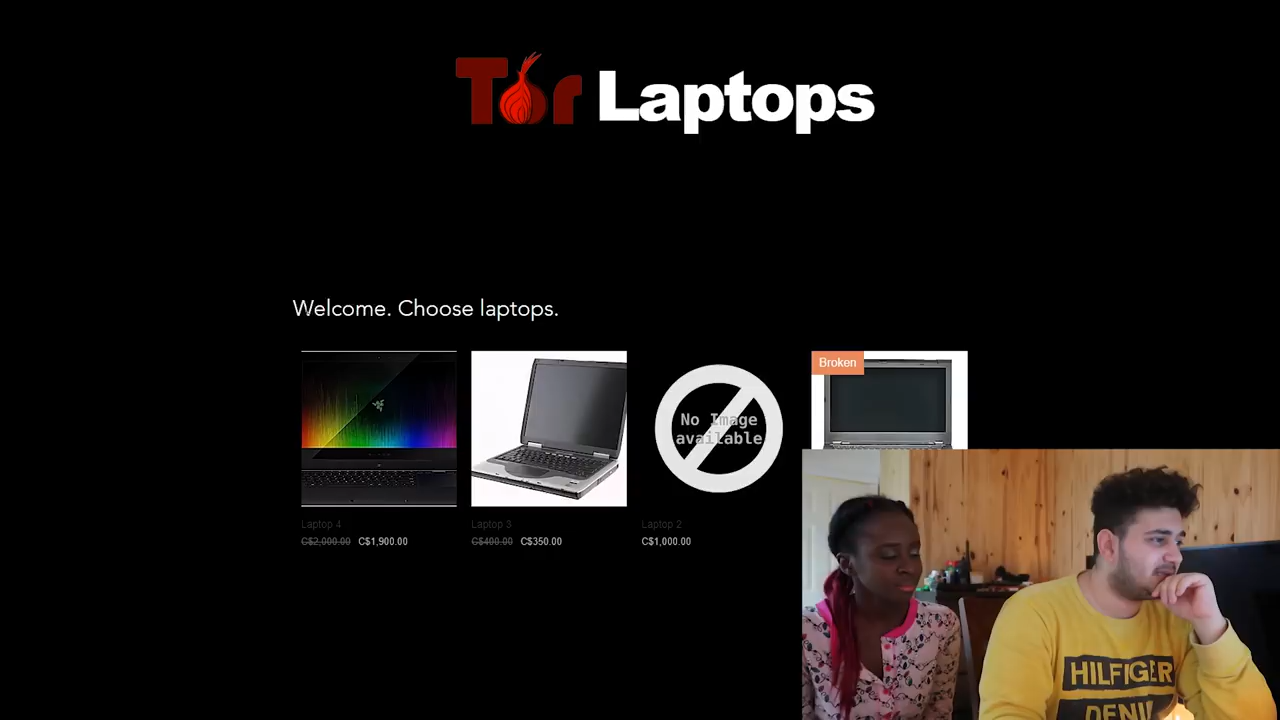 Tor Laptops
Welcome. Choose laptops.
Broken
No Image
available
Laptop 4
Laptop 3
Laptop 2
C$2,000.00 C$1,900.00
C$400.00 C$350.00
C$1,000.00
HILFIGER
DENI